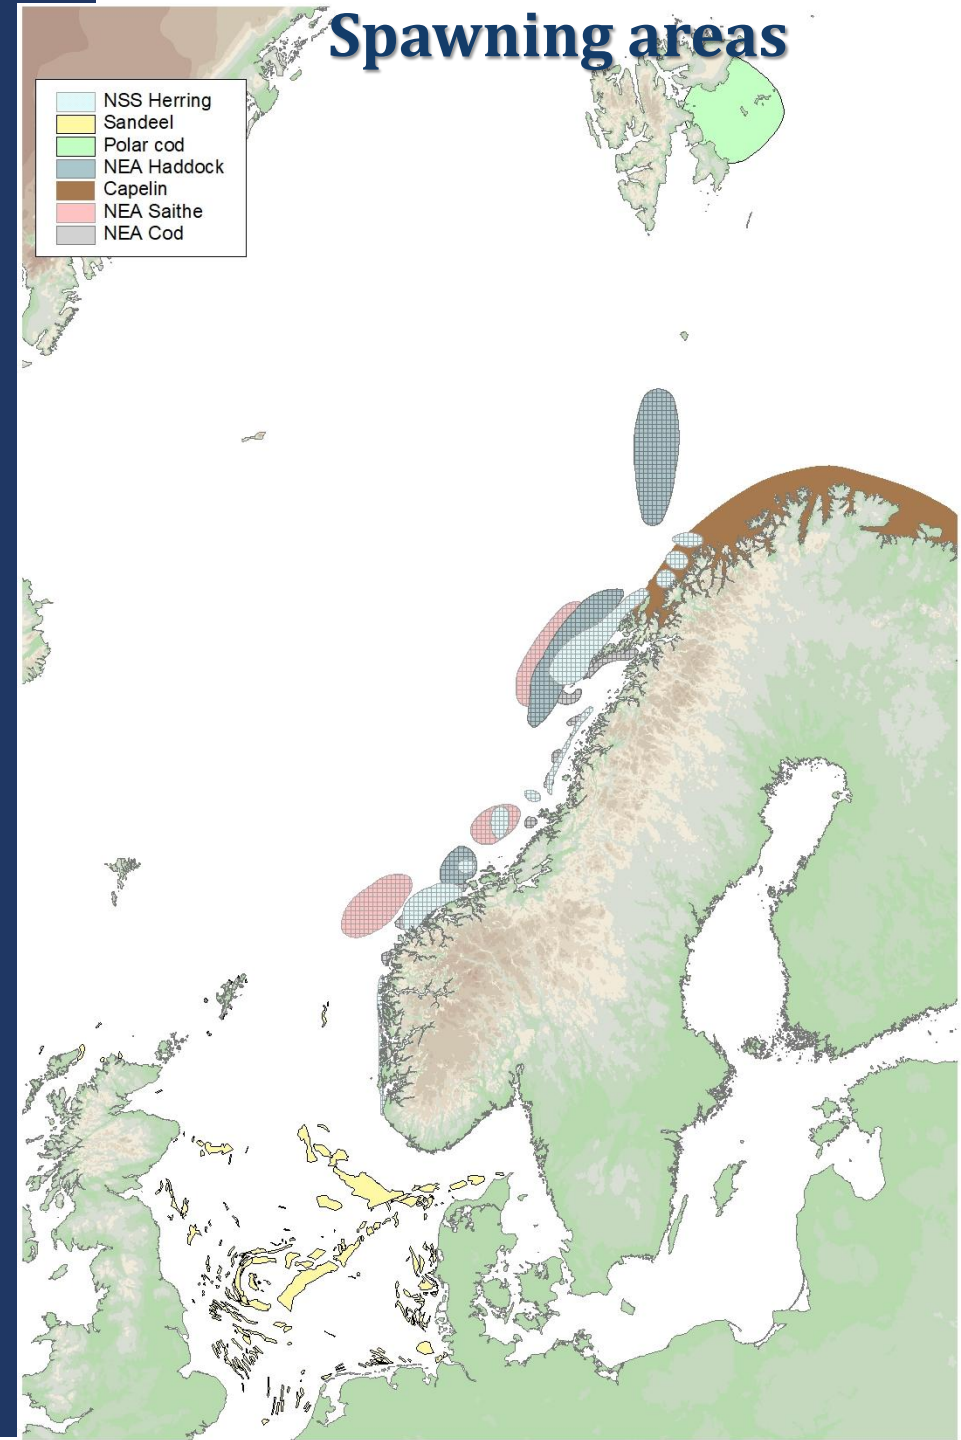 Spawning areas
NSS Herring
Sandeel
Polar cod
NEA Haddock
Capelin
NEA Saithe
NEA Cod